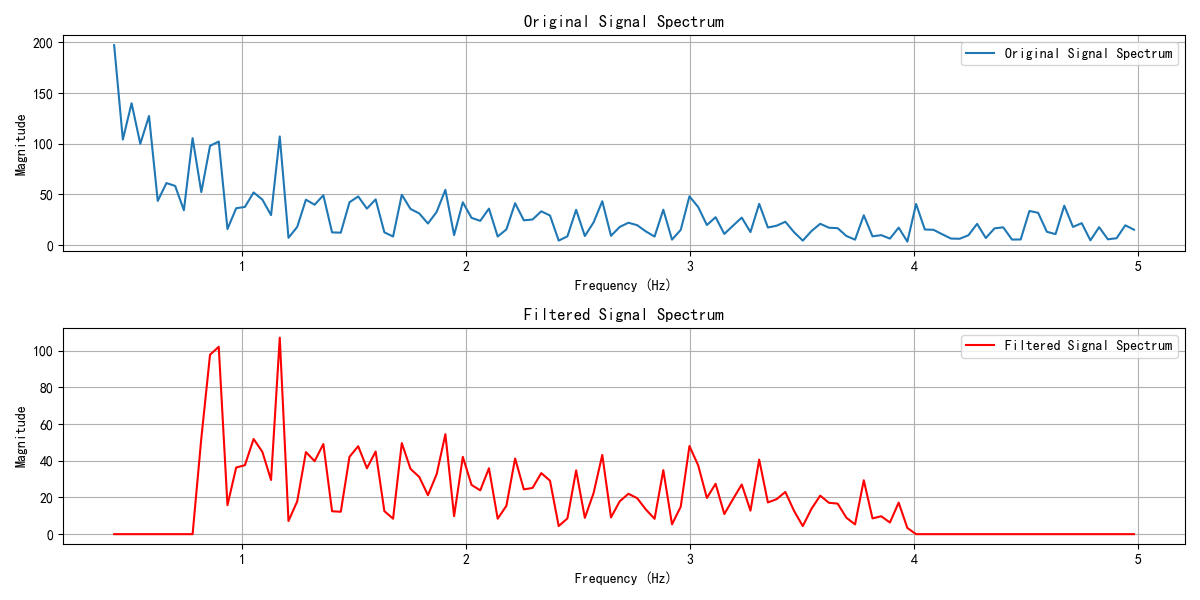 Original Signal Spectrum
200
150
100
50
0
Magnitude
Original Signal Spectrum
1 2 3 4 5
Frequency (Hz)
Filtered Signal Spectrum
100
80
60
40
20
0
Magnitude
Filtered Signal Spectrum
1 2 3 4 5
Frequency (Hz)